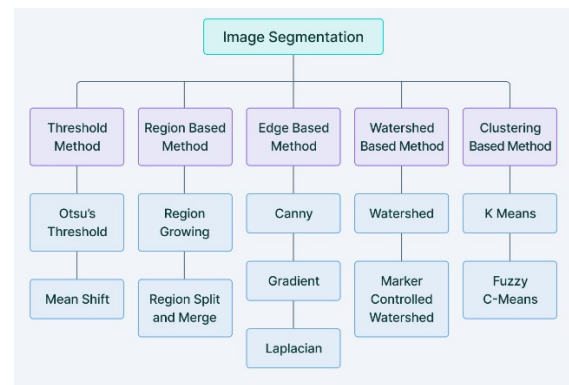 Image Segmentation
Threshold
Method
Region Based
Method
Edge Based
Method
Watershed
Based Method
Clustering
Based Method
Otsu's
Threshold
Region
Growing
Canny
Watershed
K Means
Mean Shift
Region Split
and Merge
Gradient
Marker
Controlled
Watershed
Fuzzy
C-Means
Laplacian